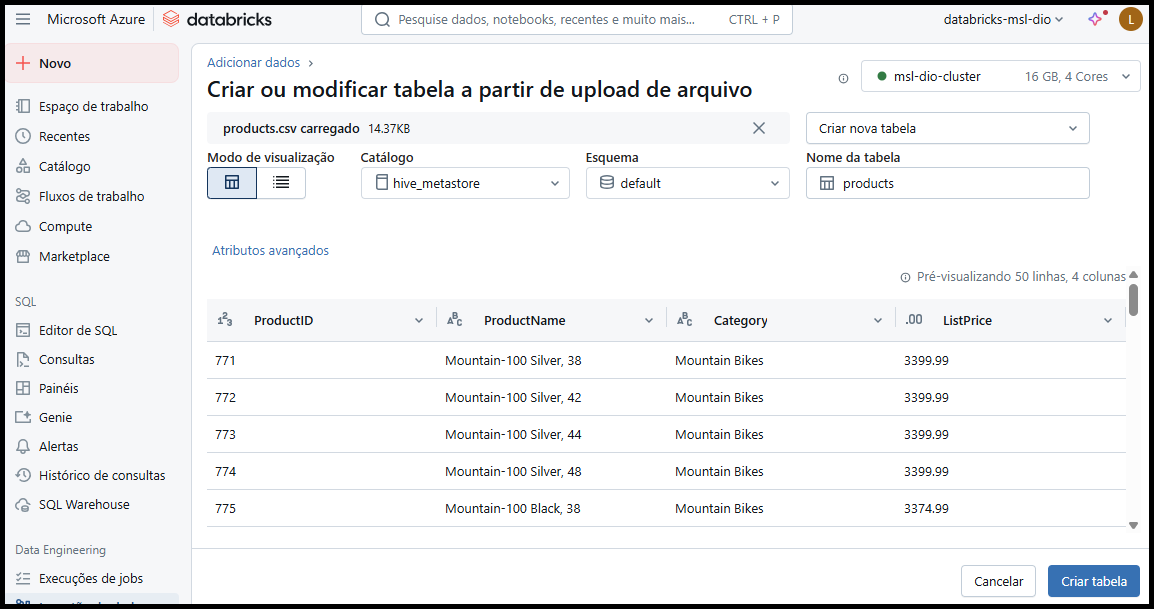 Microsoft Azure databricks Pesquise dados, notebooks, recentes e muito mais... CTRL + P databricks-msl-dio L
Novo
Espaço de trabalho
Recentes
Catálogo
Fluxos de trabalho
Compute
Marketplace
SQL
Editor de SQL
Consultas
Painéis
Genie
Alertas
Histórico de consultas
SQL Warehouse
Data Engineering
Execuções de jobs
Adicionar dados
Criar ou modificar tabela a partir de upload de arquivo
msl-dio-cluster 16 GB, 4 Cores
products.csv carregado 14.37KB
Criar nova tabela
Modo de visualização Catálogo Esquema Nome da tabela
hive_metastore default products
Atributos avançados
Pré-visualizando 50 linhas, 4 colunas
123 ProductID ABC ProductName ABC Category .00 ListPrice
771 Mountain-100 Silver, 38 Mountain Bikes 3399.99
772 Mountain-100 Silver, 42 Mountain Bikes 3399.99
773 Mountain-100 Silver, 44 Mountain Bikes 3399.99
774 Mountain-100 Silver, 48 Mountain Bikes 3399.99
775 Mountain-100 Black, 38 Mountain Bikes 3374.99
Cancelar Criar tabela